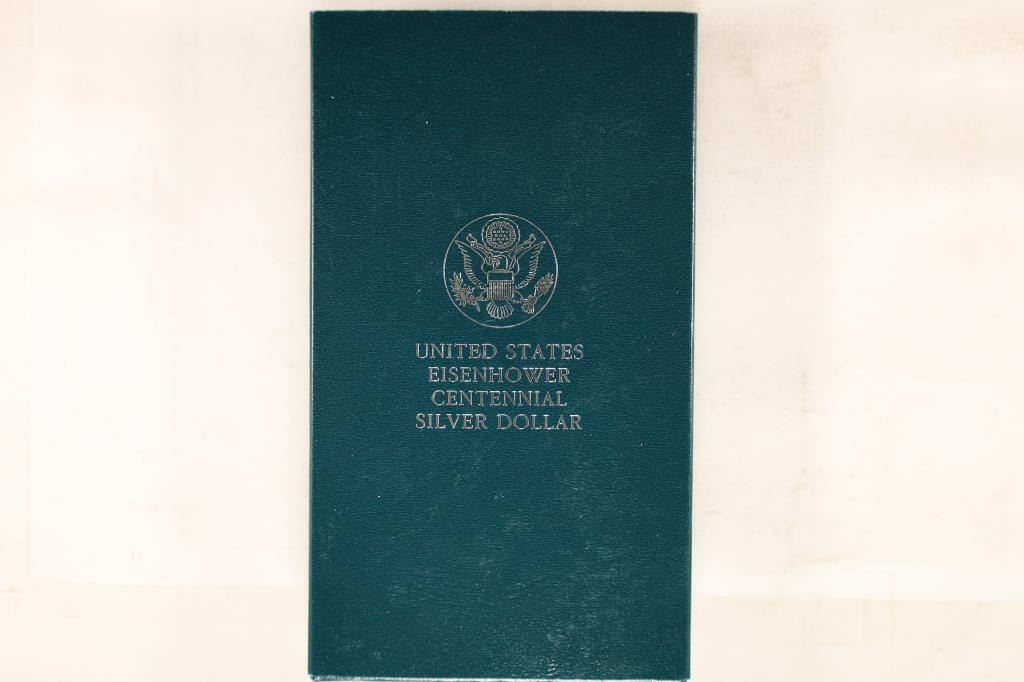 UNITED STATES
EISENHOWER
CENTENNIAL
SILVER DOLLAR